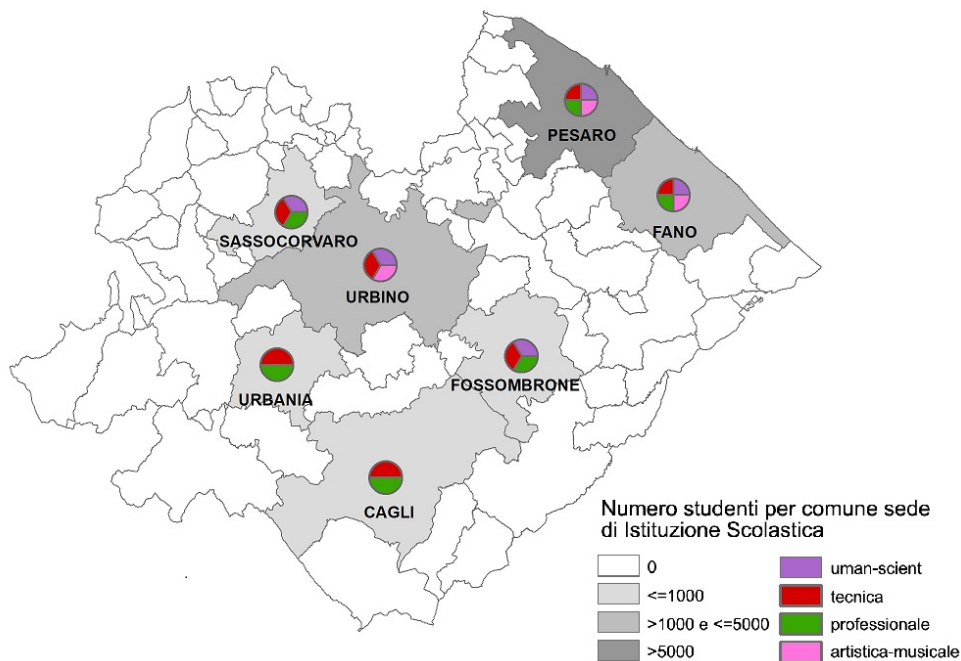 PESARO
FANO
SASSOCORVARO
URBINO
FOSSOMBRONE
URBANIA
CAGLI
Numero studenti per comune sede
di Istituzione Scolastica
0
<=1000
>1000 e <=5000
>5000
uman-scient
tecnica
professionale
artistica-musicale